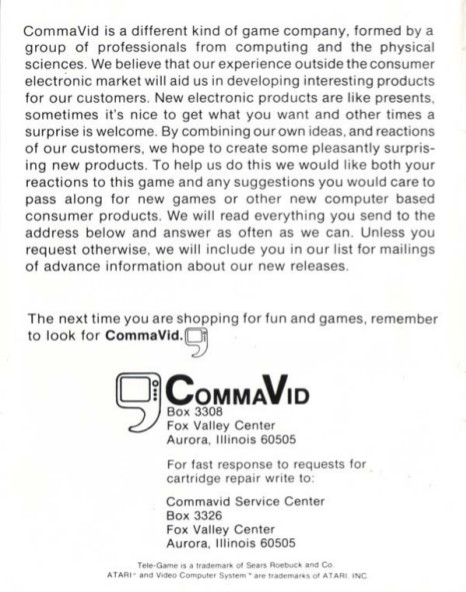 CommaVid is a different kind of game company, formed by a
group of professionals from computing and the physical
sciences. We believe that our experience outside the consumer
electronic market will aid us in developing interesting products
for our customers. New electronic products are like presents,
sometimes it's nice to get what you want and other times a
surprise is welcome. By combining our own ideas, and reactions
of our customers, we hope to create some pleasantly surpris-
ing new products. To help us do this we would like both your
reactions to this game and any suggestions you would care to
pass along for new games or other new computer based
consumer products. We will read everything you send to the
address below and answer as often as we can. Unless you
request otherwise, we will include you in our list for mailings
of advance information about our new releases.
The next time you are shopping for fun and games, remember
to look for CommaVid.
COMMAVID
Box 3308
Fox Valley Center
Aurora, Illinois 60505
For fast response to requests for
cartridge repair write to:
Commavid Service Center
Box 3326
Fox Valley Center
Aurora, Illinois 60505
Tele-Game is a trademark of Sears Roebuck and Co.
ATARI™ and Video Computer System™ are trademarks of ATARI, INC.